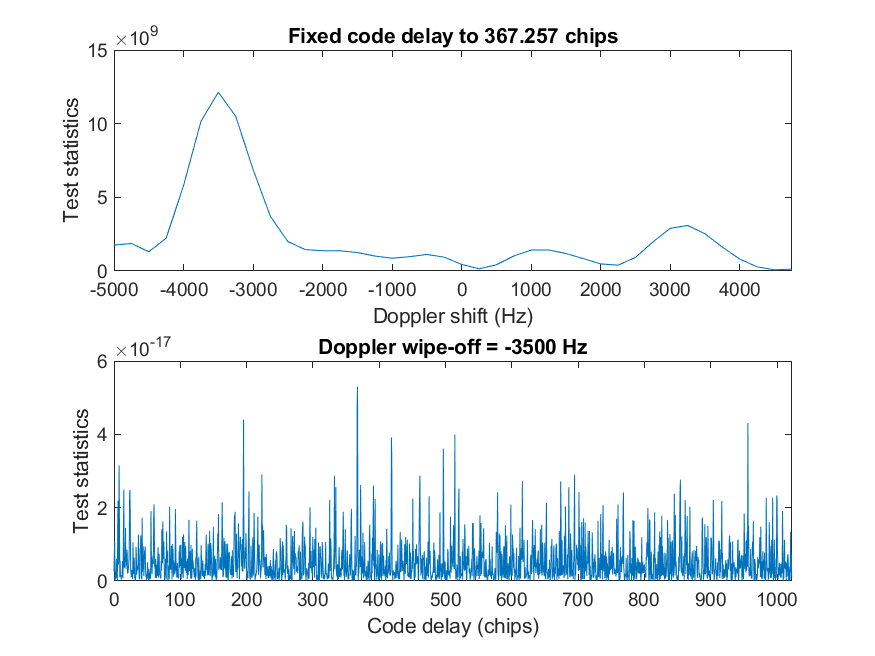 ×10^9
Fixed code delay to 367.257 chips
15
10
5
0
Test statistics
-5000 -4000 -3000 -2000 -1000 0 1000 2000 3000 4000
Doppler shift (Hz)
×10^-17
Doppler wipe-off = -3500 Hz
6
4
2
0
Test statistics
0 100 200 300 400 500 600 700 800 900 1000
Code delay (chips)